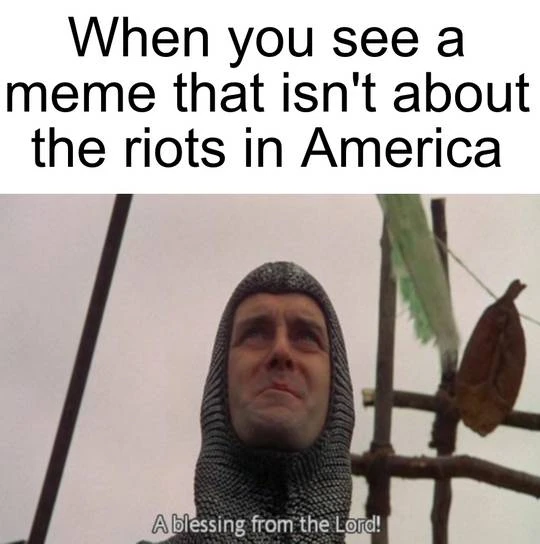 When you see a
meme that isn't about
the riots in America
A blessing from the Lord!